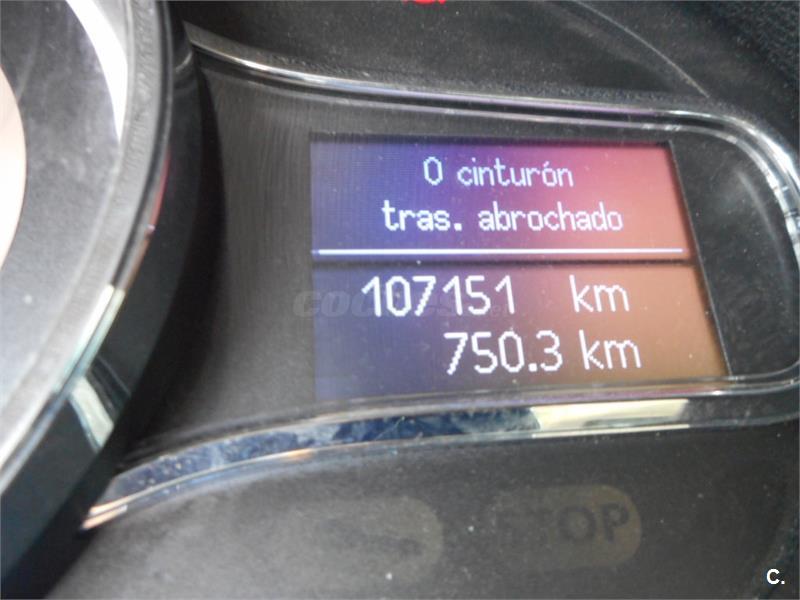 0 cinturón
tras. abrochado
107151 km
750.3 km
STOP
C.